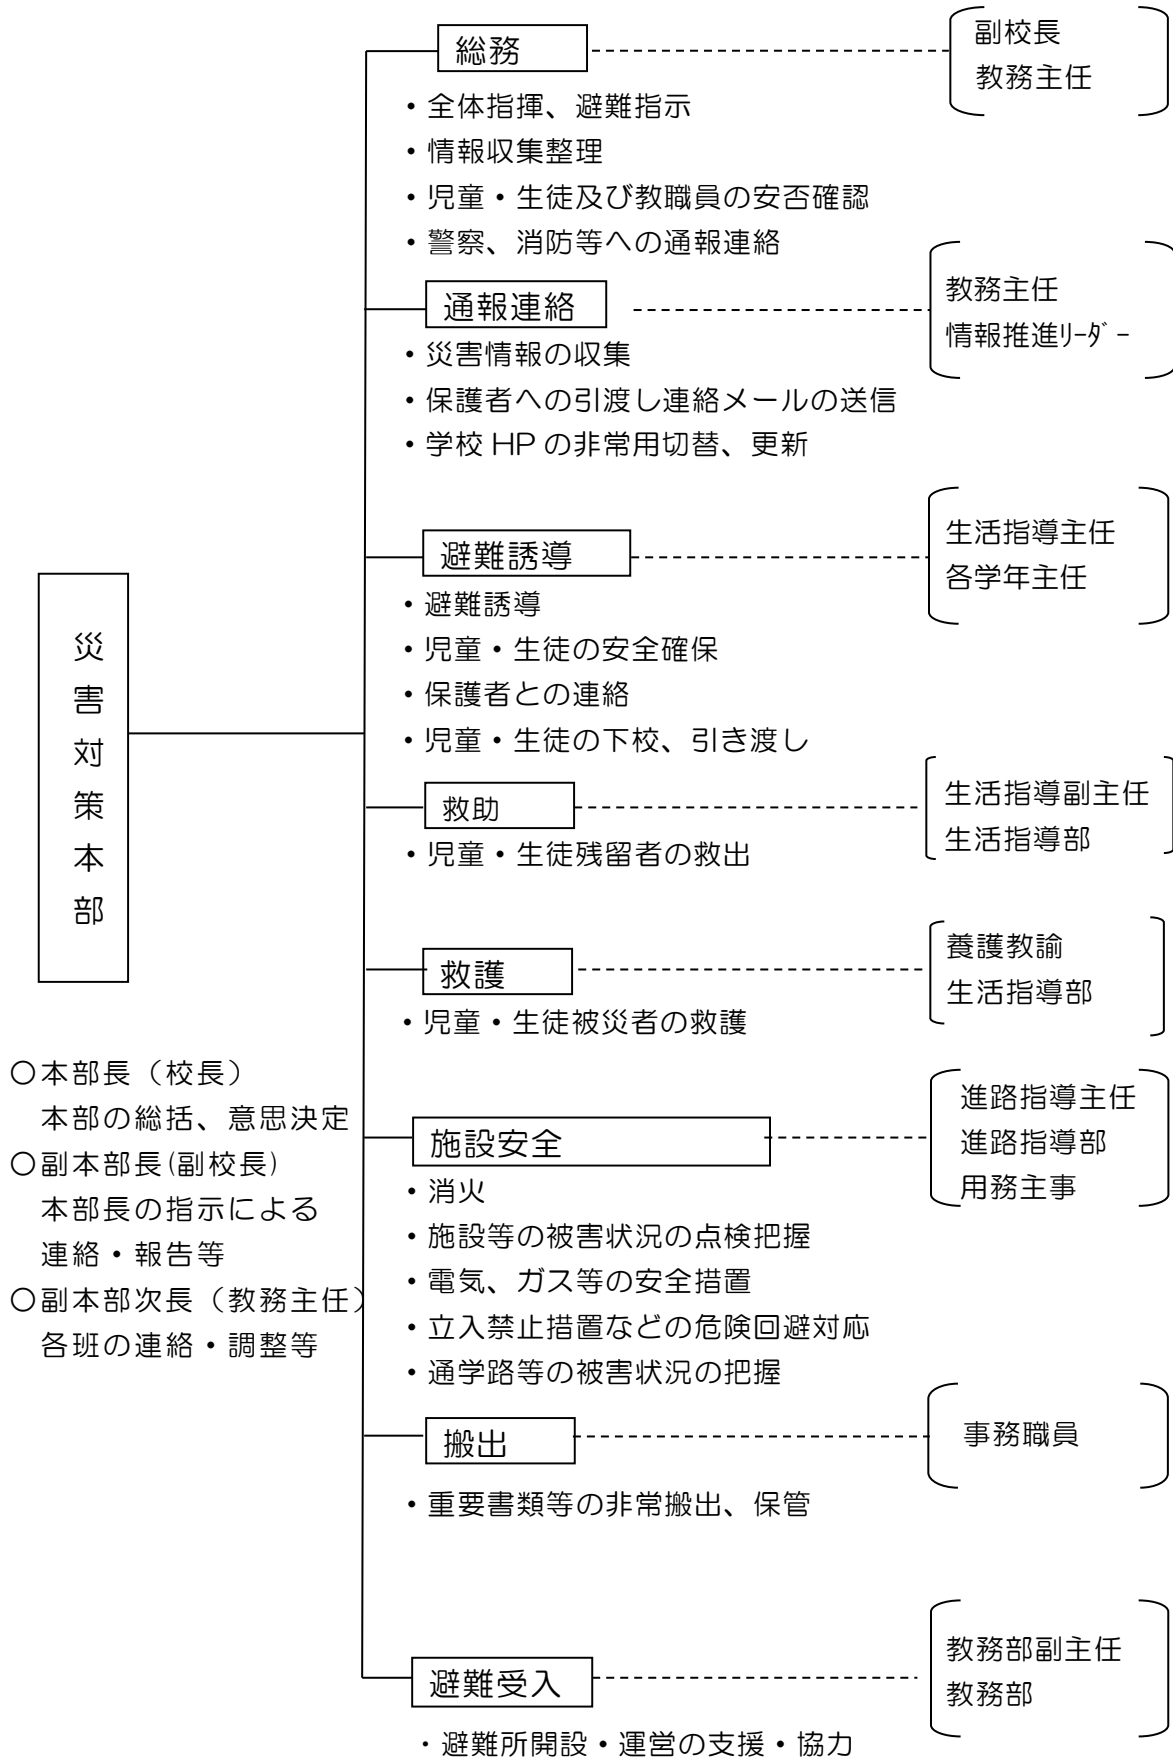 総務
副校長
教務主任
・全体指揮、避難指示
・情報収集整理
・児童・生徒及び教職員の安否確認
・警察、消防等への通報連絡
通報連絡
教務主任
情報推進ﾘｰﾀﾞｰ
・災害情報の収集
・保護者への引渡し連絡メールの送信
・学校 HP の非常用切替、更新
避難誘導
生活指導主任
各学年主任
・避難誘導
・児童・生徒の安全確保
・保護者との連絡
・児童・生徒の下校、引き渡し
災害対策本部
救助
生活指導副主任
生活指導部
・児童・生徒残留者の救出
救護
養護教諭
生活指導部
・児童・生徒被災者の救護
〇本部長（校長）
本部の総括、意思決定
〇副本部長(副校長)
本部長の指示による
連絡・報告等
〇副本部次長（教務主任）
各班の連絡・調整等
施設安全
進路指導主任
進路指導部
用務主事
・消火
・施設等の被害状況の点検把握
・電気、ガス等の安全措置
・立入禁止措置などの危険回避対応
・通学路等の被害状況の把握
搬出
事務職員
・重要書類等の非常搬出、保管
避難受入
教務部副主任
教務部
・避難所開設・運営の支援・協力